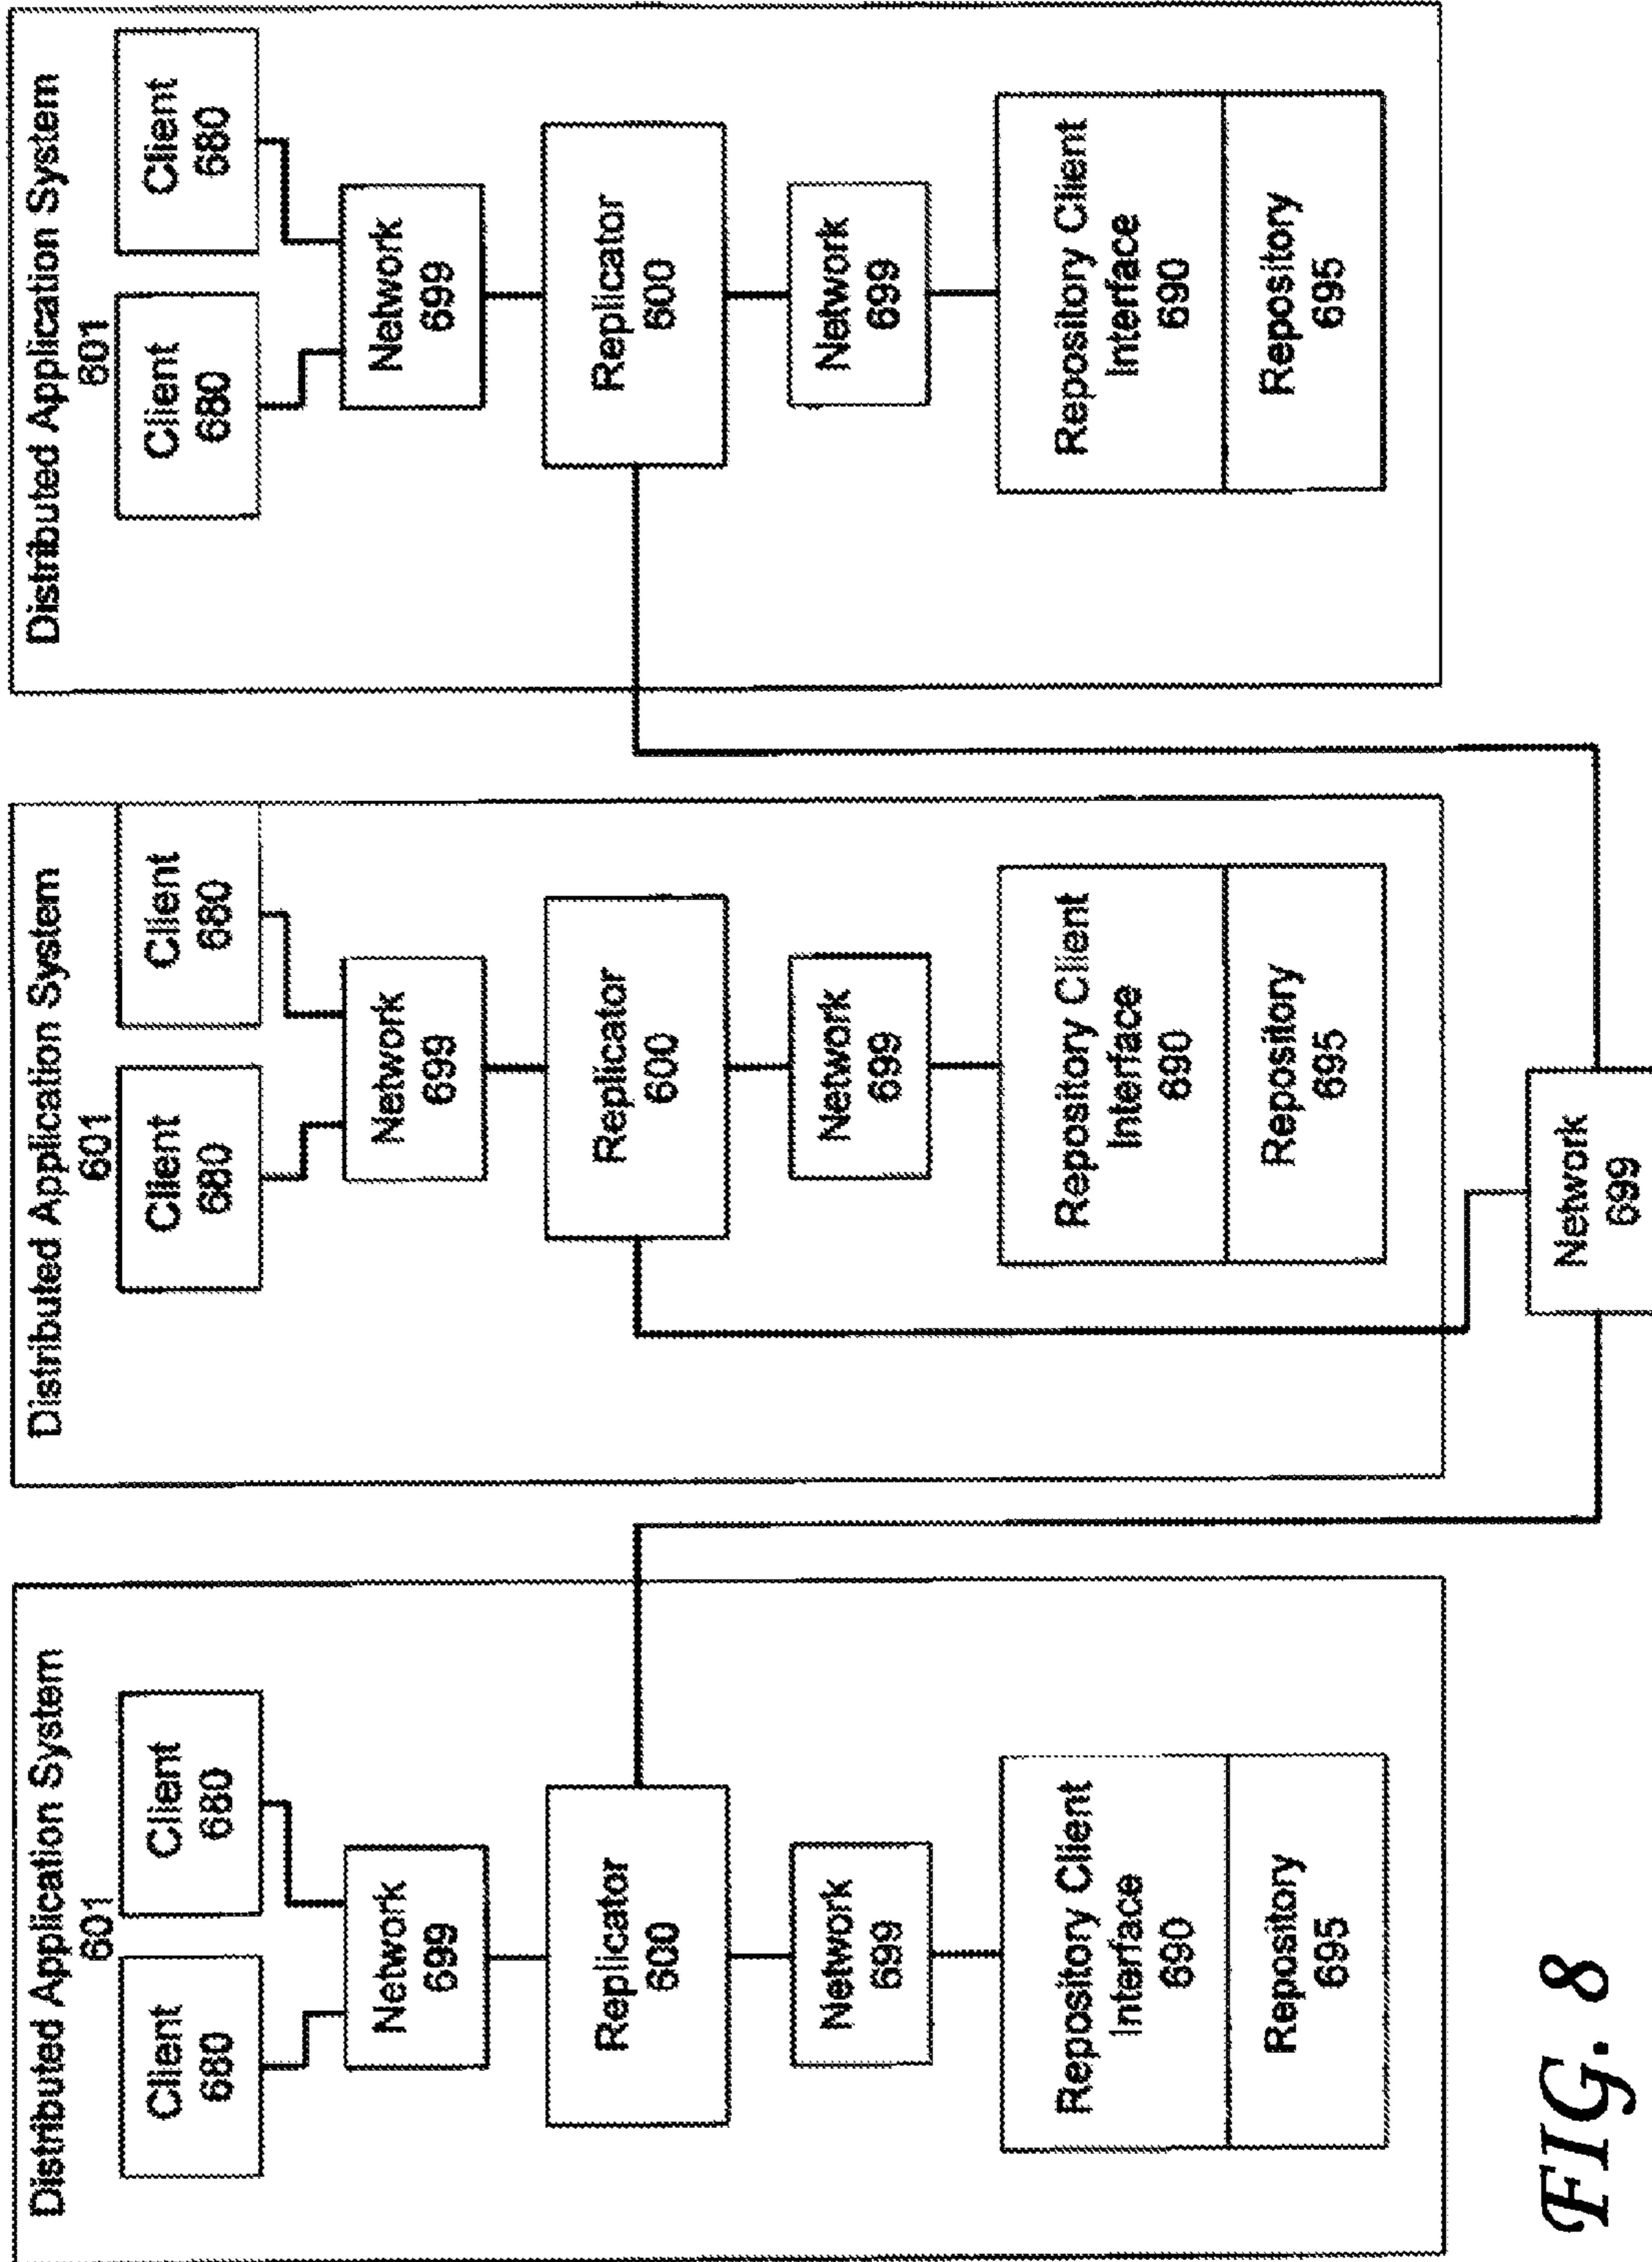 Distributed Application System
601
Client
680
Client
680
Network
699
Replicator
600
Network
699
Repository Client
Interface
690
Repository
695
Distributed Application System
601
Client
680
Client
680
Network
699
Replicator
600
Network
699
Repository Client
Interface
690
Repository
695
Distributed Application System
601
Client
680
Client
680
Network
699
Replicator
600
Network
699
Repository Client
Interface
690
Repository
695
Network
699
FIG. 8